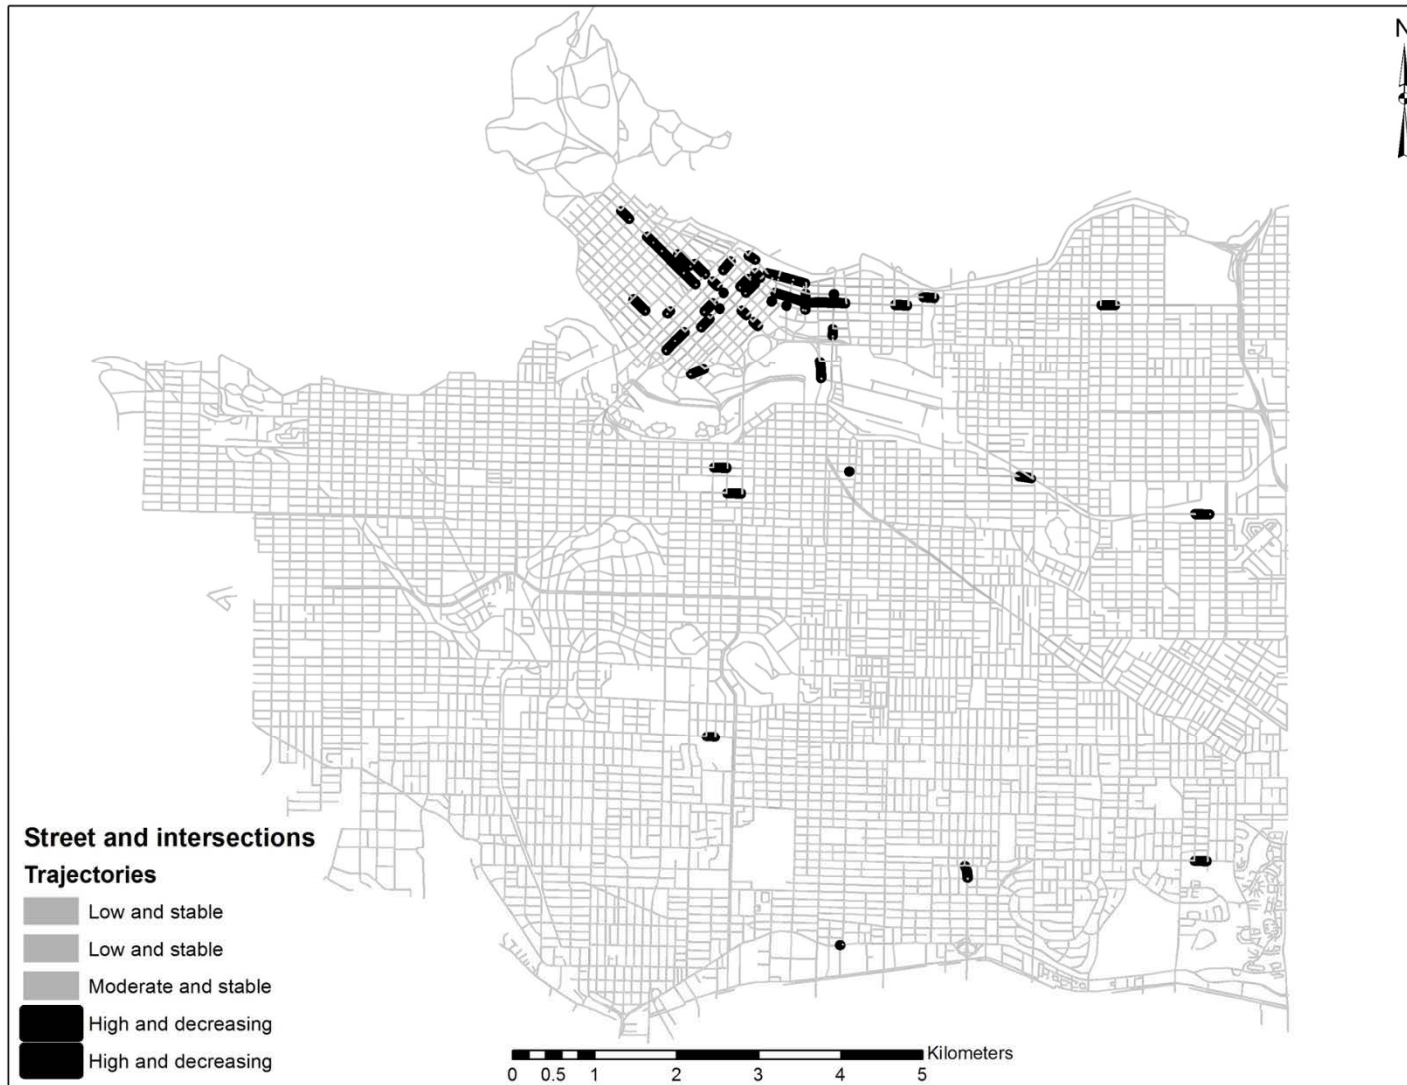 N
Street and intersections
Trajectories
Low and stable
Low and stable
Moderate and stable
High and decreasing
High and decreasing
Kilometers
0 0.5 1 2 3 4 5